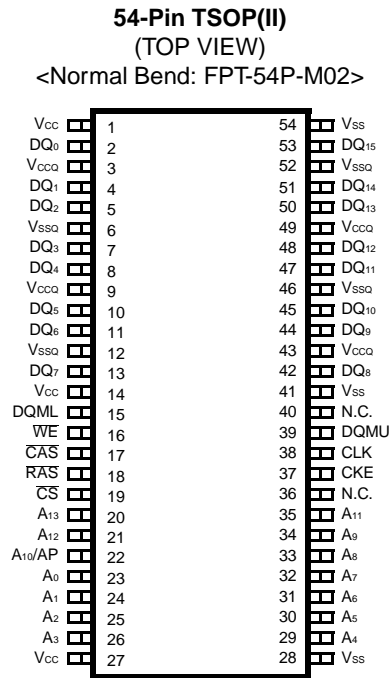 54-Pin TSOP(II)
(TOP VIEW)
<Normal Bend: FPT-54P-M02>
VCC 1 54 VSS
DQ0 2 53 DQ15
VCCQ 3 52 VSSQ
DQ1 4 51 DQ14
DQ2 5 50 DQ13
VSSQ 6 49 VCCQ
DQ3 7 48 DQ12
DQ4 8 47 DQ11
VCCQ 9 46 VSSQ
DQ5 10 45 DQ10
DQ6 11 44 DQ9
VSSQ 12 43 VCCQ
DQ7 13 42 DQ8
VCC 14 41 VSS
DQML 15 40 N.C.
WE 16 39 DQMU
CAS 17 38 CLK
RAS 18 37 CKE
CS 19 36 N.C.
A13 20 35 A11
A12 21 34 A9
A10/AP 22 33 A8
A0 23 32 A7
A1 24 31 A6
A2 25 30 A5
A3 26 29 A4
VCC 27 28 VSS